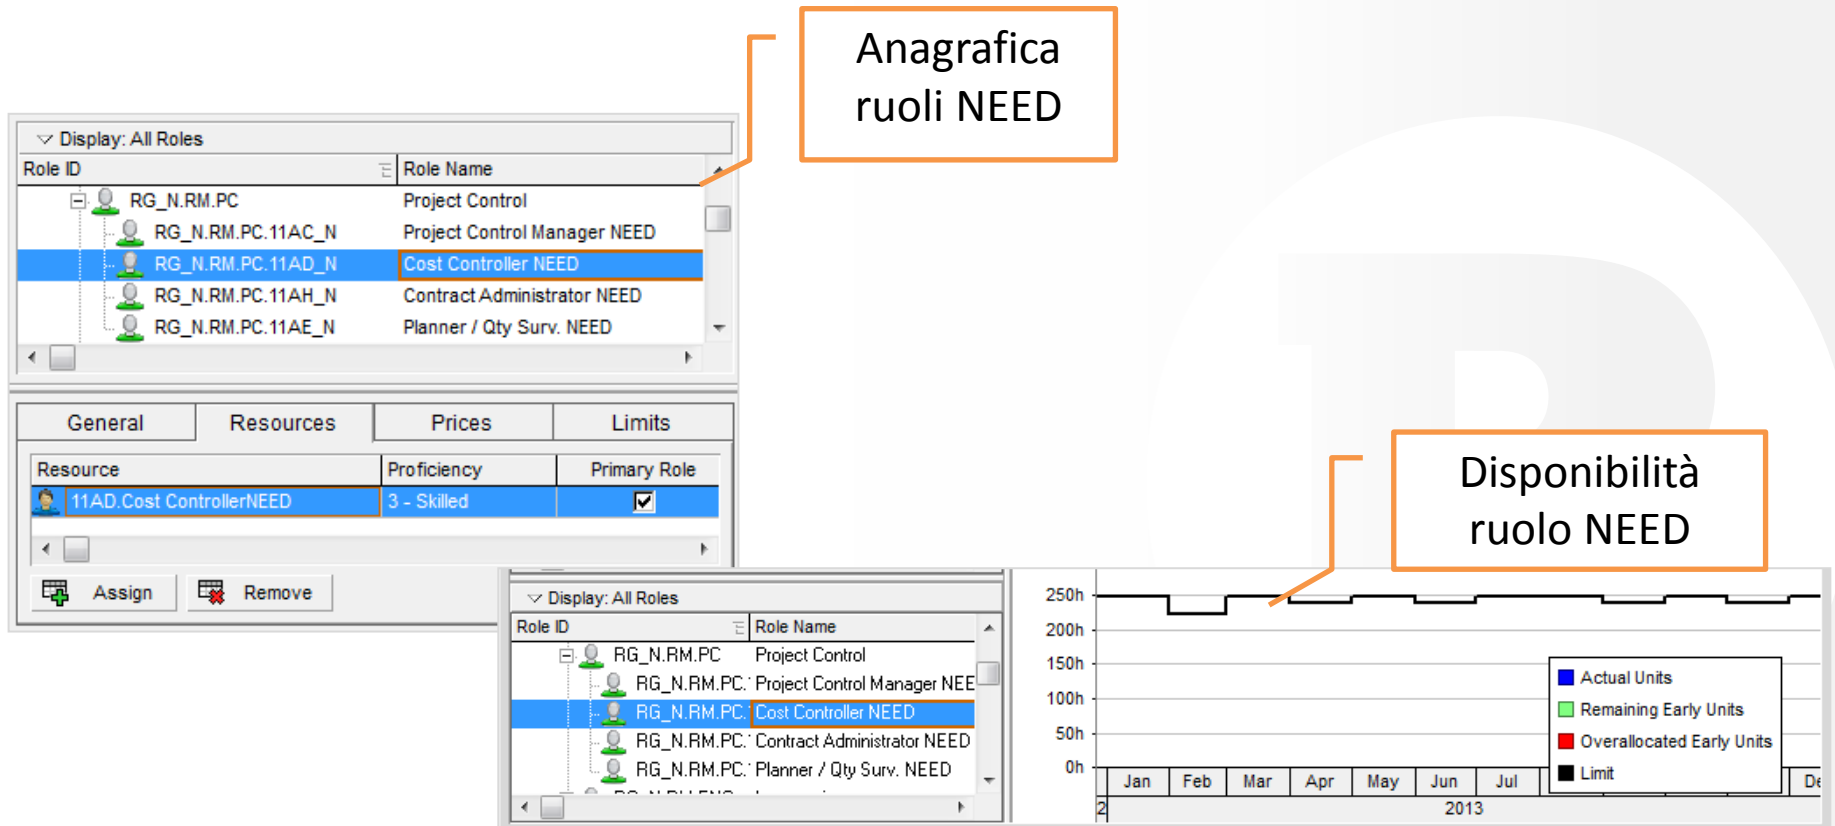 Anagrafica
ruoli NEED
Display: All Roles
Role ID Role Name
RG_N.RM.PC Project Control
RG_N.RM.PC.11AC_N Project Control Manager NEED
RG_N.RM.PC.11AD_N Cost Controller NEED
RG_N.RM.PC.11AH_N Contract Administrator NEED
RG_N.RM.PC.11AE_N Planner / Qty Surv. NEED
General Resources Prices Limits
Resource Proficiency Primary Role
11AD.Cost ControllerNEED 3 - Skilled
Assign Remove
Disponibilità
ruolo NEED
Display: All Roles
Role ID Role Name
RG_N.RM.PC Project Control
RG_N.RM.PC. Project Control Manager NEE
RG_N.RM.PC. Cost Controller NEED
RG_N.RM.PC. Contract Administrator NEED
RG_N.RM.PC. Planner / Qty Surv. NEED
250h
200h
150h
100h
50h
0h
Actual Units
Remaining Early Units
Overallocated Early Units
Limit
Jan Feb Mar Apr May Jun Jul De
2 2013